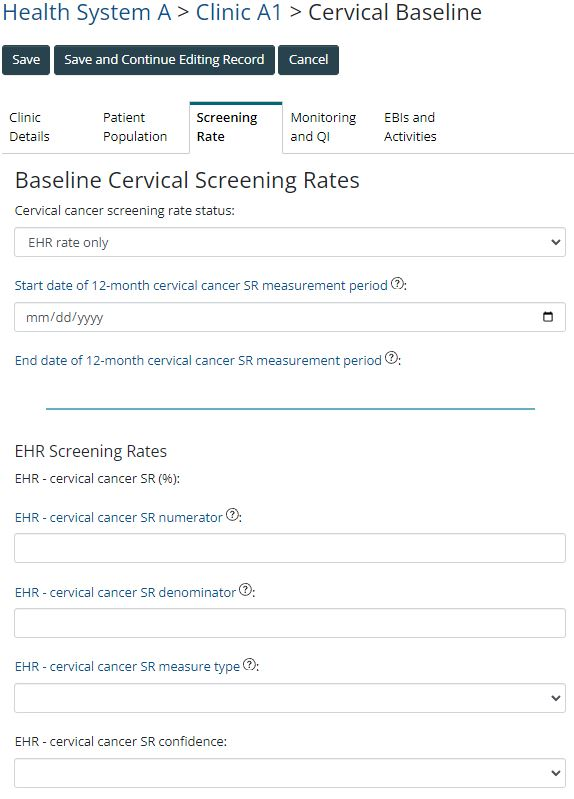 Health System A > Clinic A1 > Cervical Baseline
Save
Save and Continue Editing Record
Cancel
Clinic Details
Patient Population
Screening Rate
Monitoring and QI
EBIs and Activities
Baseline Cervical Screening Rates
Cervical cancer screening rate status:
EHR rate only
Start date of 12-month cervical cancer SR measurement period ?:
mm/dd/yyyy
End date of 12-month cervical cancer SR measurement period ?:
EHR Screening Rates
EHR - cervical cancer SR (%):
EHR - cervical cancer SR numerator ?:
EHR - cervical cancer SR denominator ?:
EHR - cervical cancer SR measure type ?:
EHR - cervical cancer SR confidence: